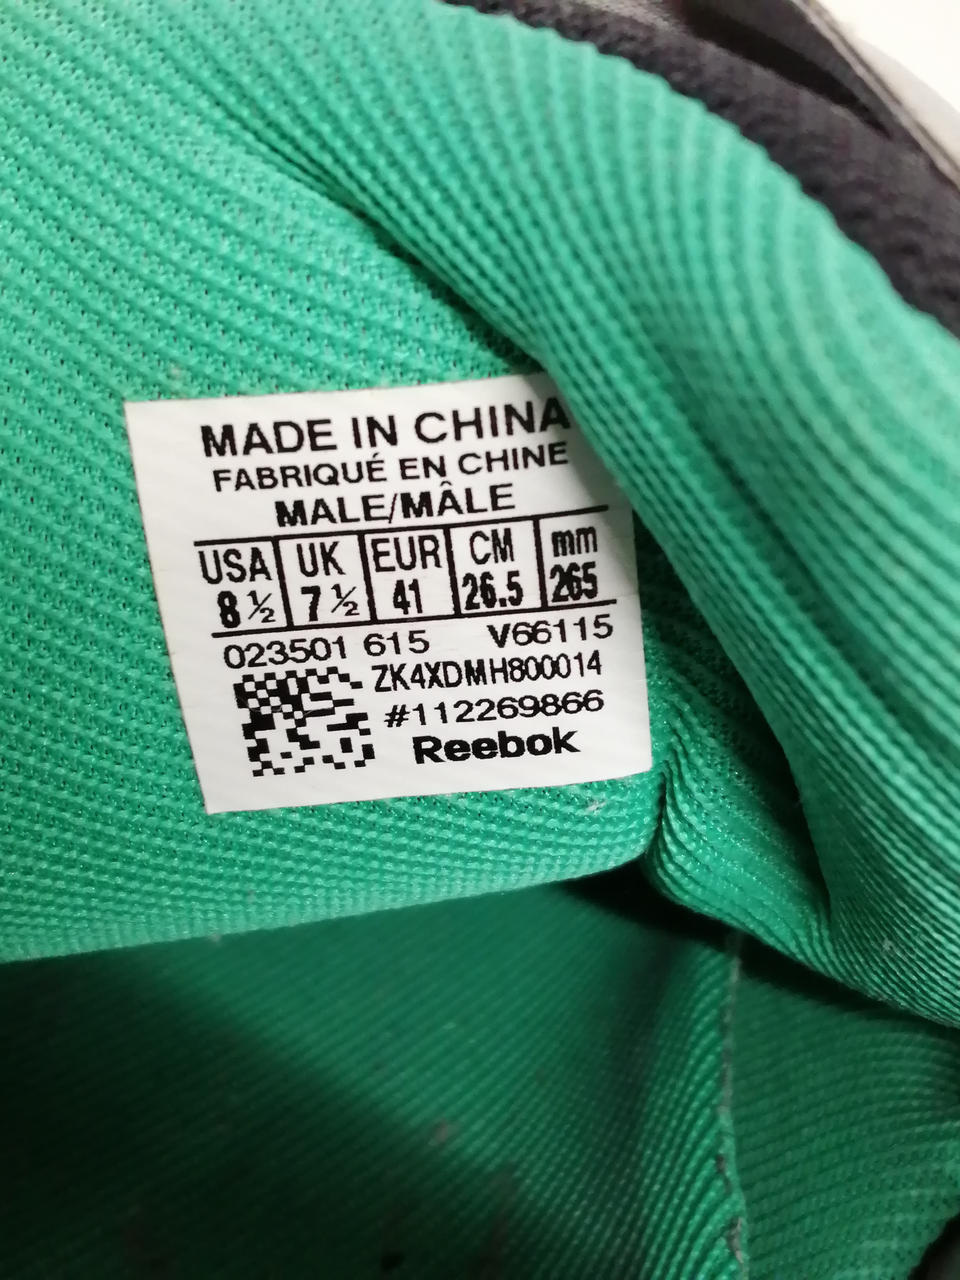 MADE IN CHINA
FABRIQUÉ EN CHINE
MALE/MÂLE
USA UK EUR CM mm
8 ½ 7 ½ 41 26.5 265
023501 615 V66115
ZK4XDMH800014
#112269866
Reebok